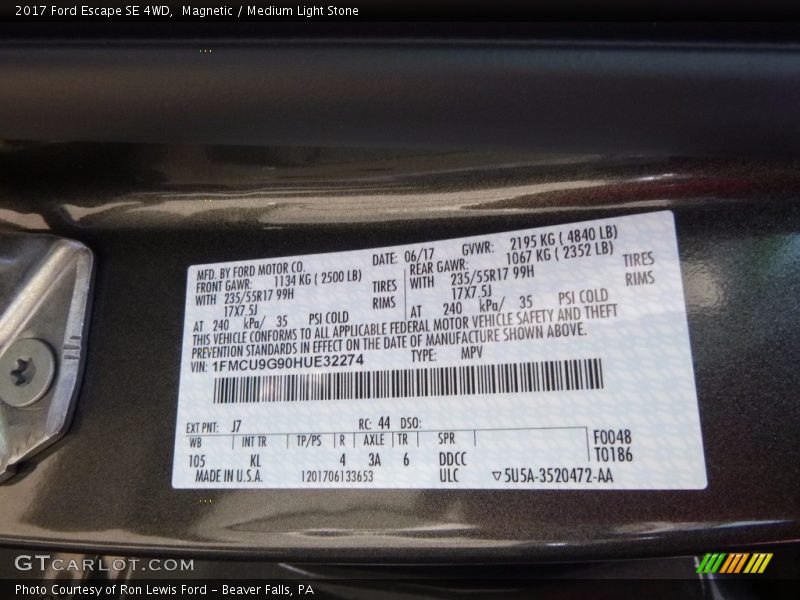 2017 Ford Escape SE 4WD,  Magnetic / Medium Light Stone
MFD. BY FORD MOTOR CO. DATE: 06/17 GVWR: 2195 KG ( 4840 LB)
FRONT GAWR: 1134 KG ( 2500 LB) REAR GAWR: 1067 KG ( 2352 LB)
WITH 235/55R17 99H TIRES WITH 235/55R17 99H TIRES
17X7.5J RIMS 17X7.5J RIMS
AT 240 kPa/ 35 PSI COLD AT 240 kPa/ 35 PSI COLD
THIS VEHICLE CONFORMS TO ALL APPLICABLE FEDERAL MOTOR VEHICLE SAFETY AND THEFT
PREVENTION STANDARDS IN EFFECT ON THE DATE OF MANUFACTURE SHOWN ABOVE.
VIN: 1FMCU9G90HUE32274 TYPE: MPV
EXT PNT: J7 RC: 44 DSO:
WB INT TR TP/PS R AXLE TR SPR F0048
105 KL 4 3A 6 DDCC T0186
MADE IN U.S.A. 1201706133653 ULC ▽5U5A-3520472-AA
GTCARLOT.COM
Photo Courtesy of Ron Lewis Ford - Beaver Falls, PA